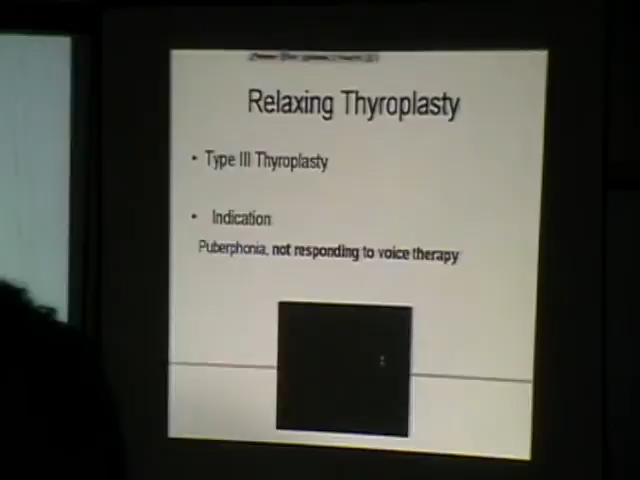 Relaxing Thyroplasty
• Type III Thyroplasty
• Indication
Puberphonia, not responding to voice therapy